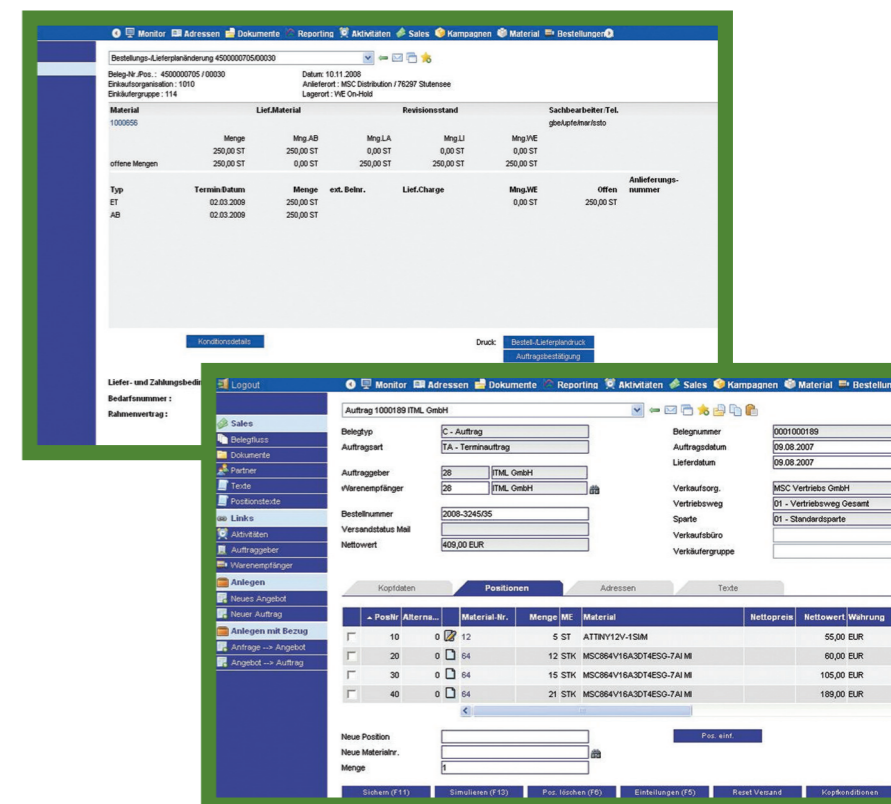 Monitor Adressen Dokumente Reporting Aktivitäten Sales Kampagnen Material Bestellungen
Bestellungs-/Lieferplanänderung 4500000705/00030
Beleg-Nr./Pos. : 4500000705 / 00030 Datum: 10.11.2008
Einkaufsorganisation : 1010 Anlieferort : MSC Distribution / 76297 Stutensee
Einkäufergruppe : 114 Lagerort : WE On-Hold
Material Lief.Material Revisionsstand Sachbearbeiter/Tel.
1000656 gbe/upfe/mar/ssto
Menge Mng.AB Mng.LA Mng.LI Mng.WE
250,00 ST 250,00 ST 0,00 ST 0,00 ST 0,00 ST
offene Mengen 250,00 ST 0,00 ST 250,00 ST 250,00 ST 250,00 ST
Typ Termin/Datum Menge ext. Belnr. Lief.Charge Mng.WE Offen Anlieferungs-
nummer
ET 02.03.2009 250,00 ST 0,00 ST 250,00 ST
AB 02.03.2009 250,00 ST
Konditionsdetails Druck: Bestell-/Lieferplandruck
Auftragsbestätigung
Liefer- und Zahlungsbedin
Bedarfsnummer :
Rahmenvertrag :
Logout Monitor Adressen Dokumente Reporting Aktivitäten Sales Kampagnen Material Bestellun
Sales
Belegfluss
Dokumente
Partner
Texte
Positionstexte
Links
Aktivitäten
Auftraggeber
Warenempfänger
Anlegen
Neues Angebot
Neuer Auftrag
Anlegen mit Bezug
Anfrage --> Angebot
Angebot --> Auftrag
Auftrag 1000189 ITML GmbH
Belegtyp C - Auftrag Belegnummer 0001000189
Auftragsart TA - Terminauftrag Auftragsdatum 09.08.2007
Lieferdatum 09.08.2007
Auftraggeber 28 ITML GmbH
Warenempfänger 28 ITML GmbH Verkaufsorg. MSC Vertriebs GmbH
Vertriebsweg 01 - Vertriebsweg Gesamt
Bestellnummer 2008-3245/35 Sparte 01 - Standardsparte
Versandstatus Mail Verkaufsbüro
Nettowert 409,00 EUR Verkäufergruppe
Kopfdaten Positionen Adressen Texte
PosNr Alterna... Material-Nr. Menge ME Material Nettopreis Nettowert Währung
10 0 12 5 ST ATTINY12V-1SI/M 55,00 EUR
20 0 64 12 STK MSC864V16A3DT4ESG-7AI MI 60,00 EUR
30 0 64 15 STK MSC864V16A3DT4ESG-7AI MI 105,00 EUR
40 0 64 21 STK MSC864V16A3DT4ESG-7AI MI 189,00 EUR
Neue Position Pos. einf.
Neue Materialnr.
Menge 1
Sichern (F11) Simulieren (F13) Pos. löschen (F6) Einteilungen (F5) Reset Versand Kopfkonditionen